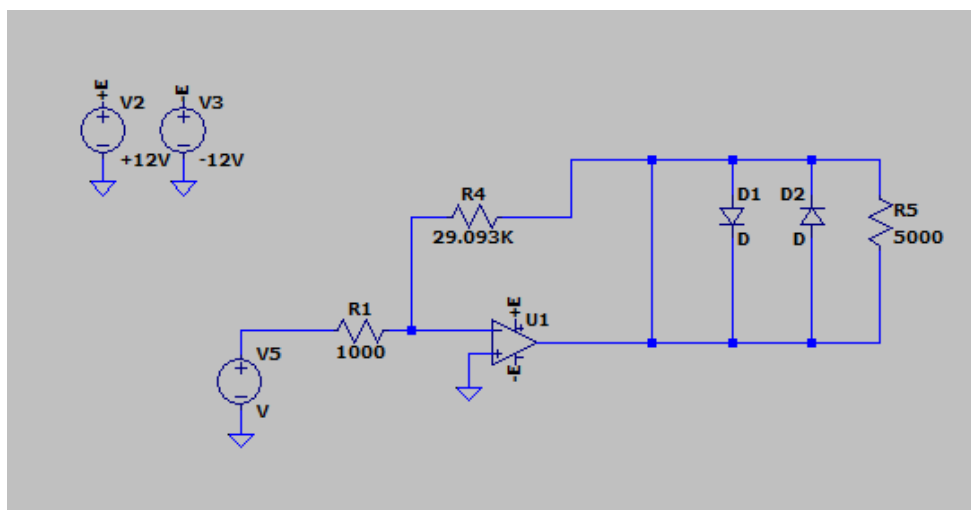 +E
V2
+12V
-E
V3
-12V
R4
29.093K
D1
D
D2
D
R5
5000
R1
1000
+E
U1
-E
V5
V